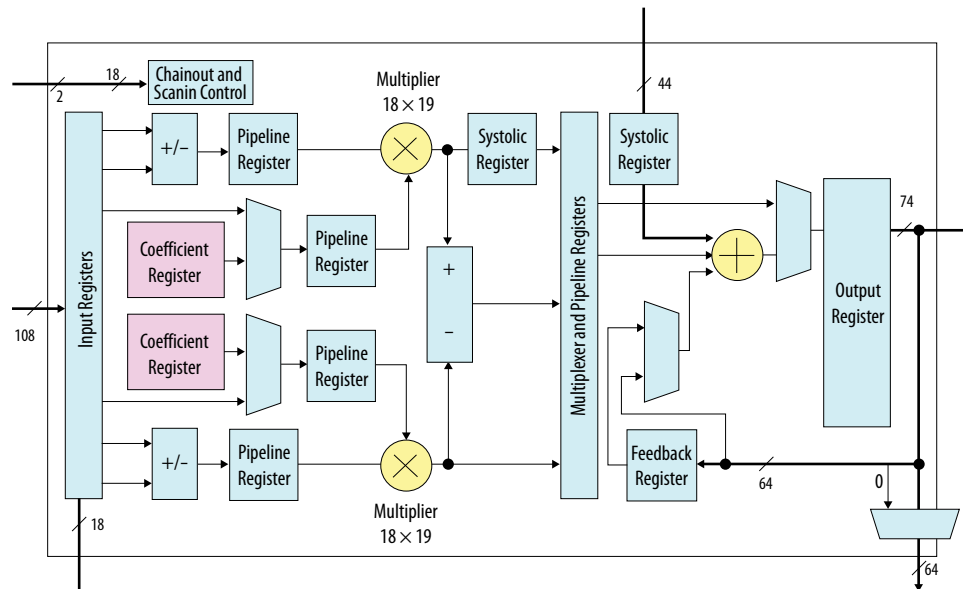 44
18
2
Chainout and
Scanin Control
Multiplier
18 × 19
+/−
Pipeline
Register
×
Systolic
Register
Systolic
Register
74
Coefficient
Register
Pipeline
Register
+
−
+
Input Registers
Multiplexer and Pipeline Registers
Output
Register
108
Coefficient
Register
Pipeline
Register
+/−
Pipeline
Register
×
Feedback
Register
64
0
18
Multiplier
18 × 19
64